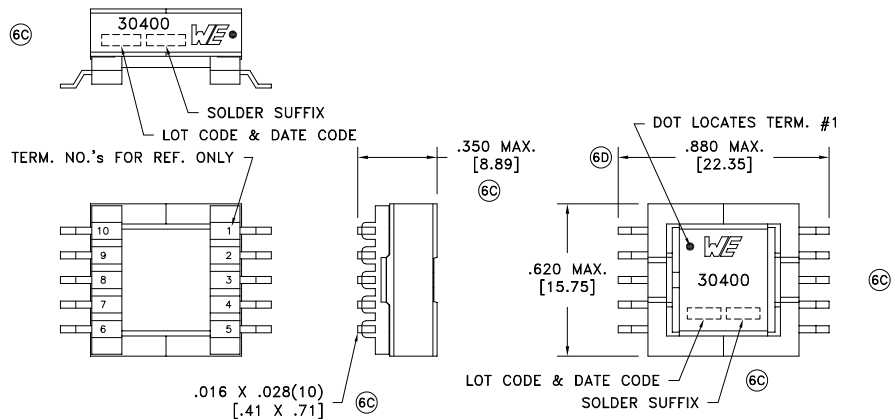 6C
30400
WE
SOLDER SUFFIX
LOT CODE & DATE CODE
TERM. NO.'s FOR REF. ONLY
10
9
8
7
6
1
2
3
4
5
.350 MAX.
[8.89]
6C
.016 X .028(10)
[.41 X .71]
6C
DOT LOCATES TERM. #1
6D
.880 MAX.
[22.35]
.620 MAX.
[15.75]
WE
30400
6C
LOT CODE & DATE CODE
6C
SOLDER SUFFIX